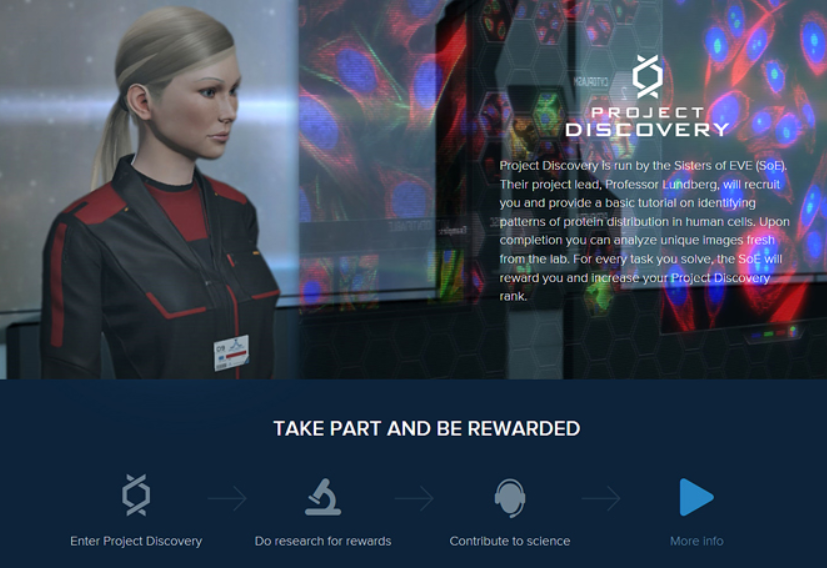 PROJECT
DISCOVERY
Project Discovery is run by the Sisters of EVE (SoE).
Their project lead, Professor Lundberg, will recruit
you and provide a basic tutorial on identifying
patterns of protein distribution in human cells. Upon
completion you can analyze unique images fresh
from the lab. For every task you solve, the SoE will
reward you and increase your Project Discovery
rank.
TAKE PART AND BE REWARDED
Enter Project Discovery
Do research for rewards
Contribute to science
More info